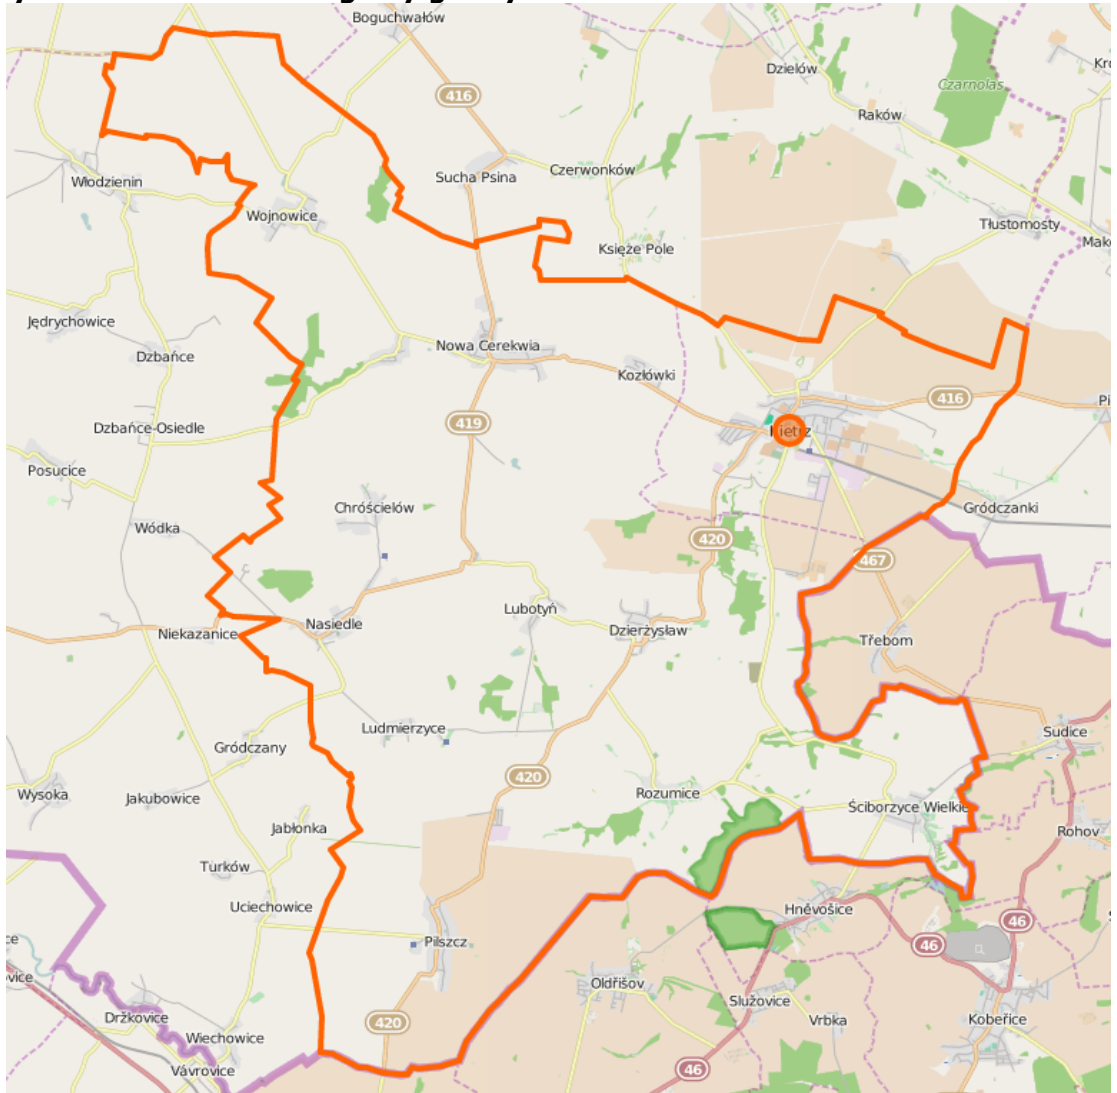 Boguchwałów
Dzielów
Czarnolas
416
Raków
Sucha Psina
Czerwonków
Włodzienin
Wojnowice
Księże Pole
Tłustomosty
Jędrychowice
Dzbańce
Nowa Cerekwia
Kozłówki
416
419
Dzbańce-Osiedle
Kietrz
Posucice
Chróścielów
Gródczanki
Wódka
420
467
Lubotyń
Nasiedle
Niekazanice
Dzierżysław
Třebom
Ludmierzyce
Sudice
Gródczany
420
Wysoka
Jakubowice
Rozumice
Ściborzyce Wielkie
Jabłonka
Rohov
Turków
Uciechowice
Hněvošice
46
46
Pilszcz
Oldřišov
Služovice
Držkovice
420
Vrbka
Kobeřice
Wiechowice
Vávrovice
46